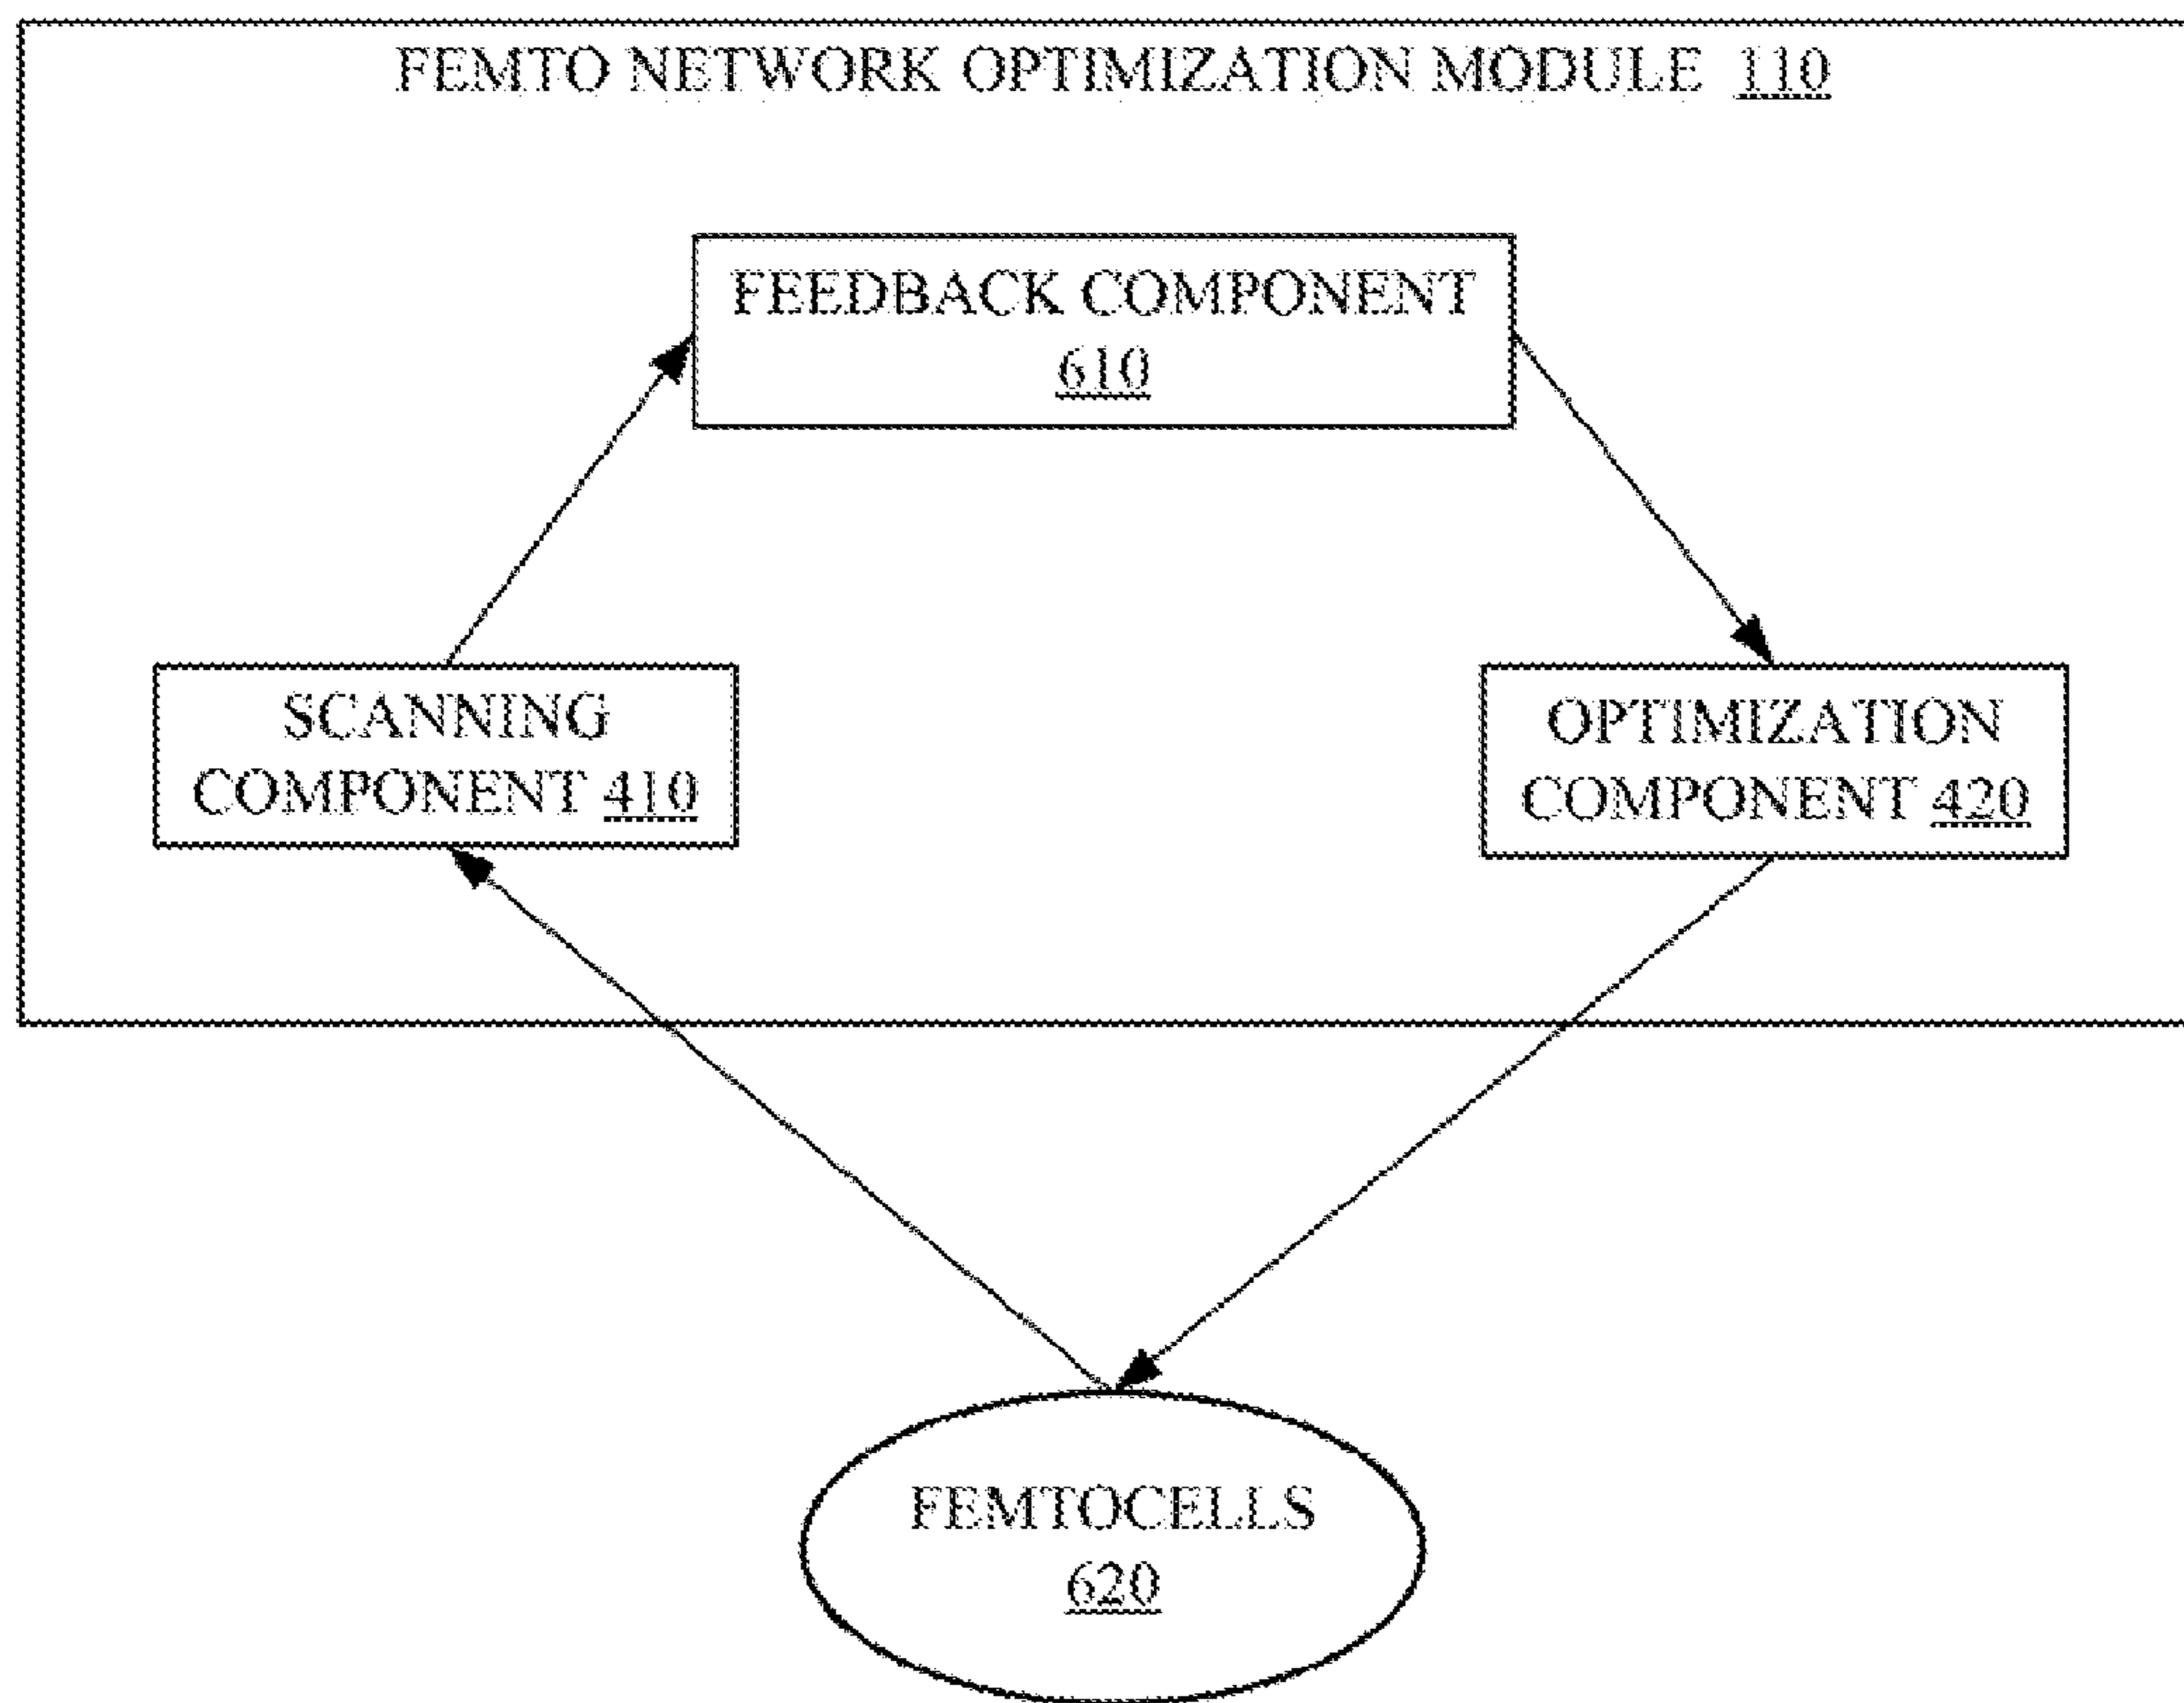 FEMTO NETWORK OPTIMIZATION MODULE 110
FEEDBACK COMPONENT
610
SCANNING
COMPONENT 410
OPTIMIZATION
COMPONENT 420
FEMTOCELLS
620